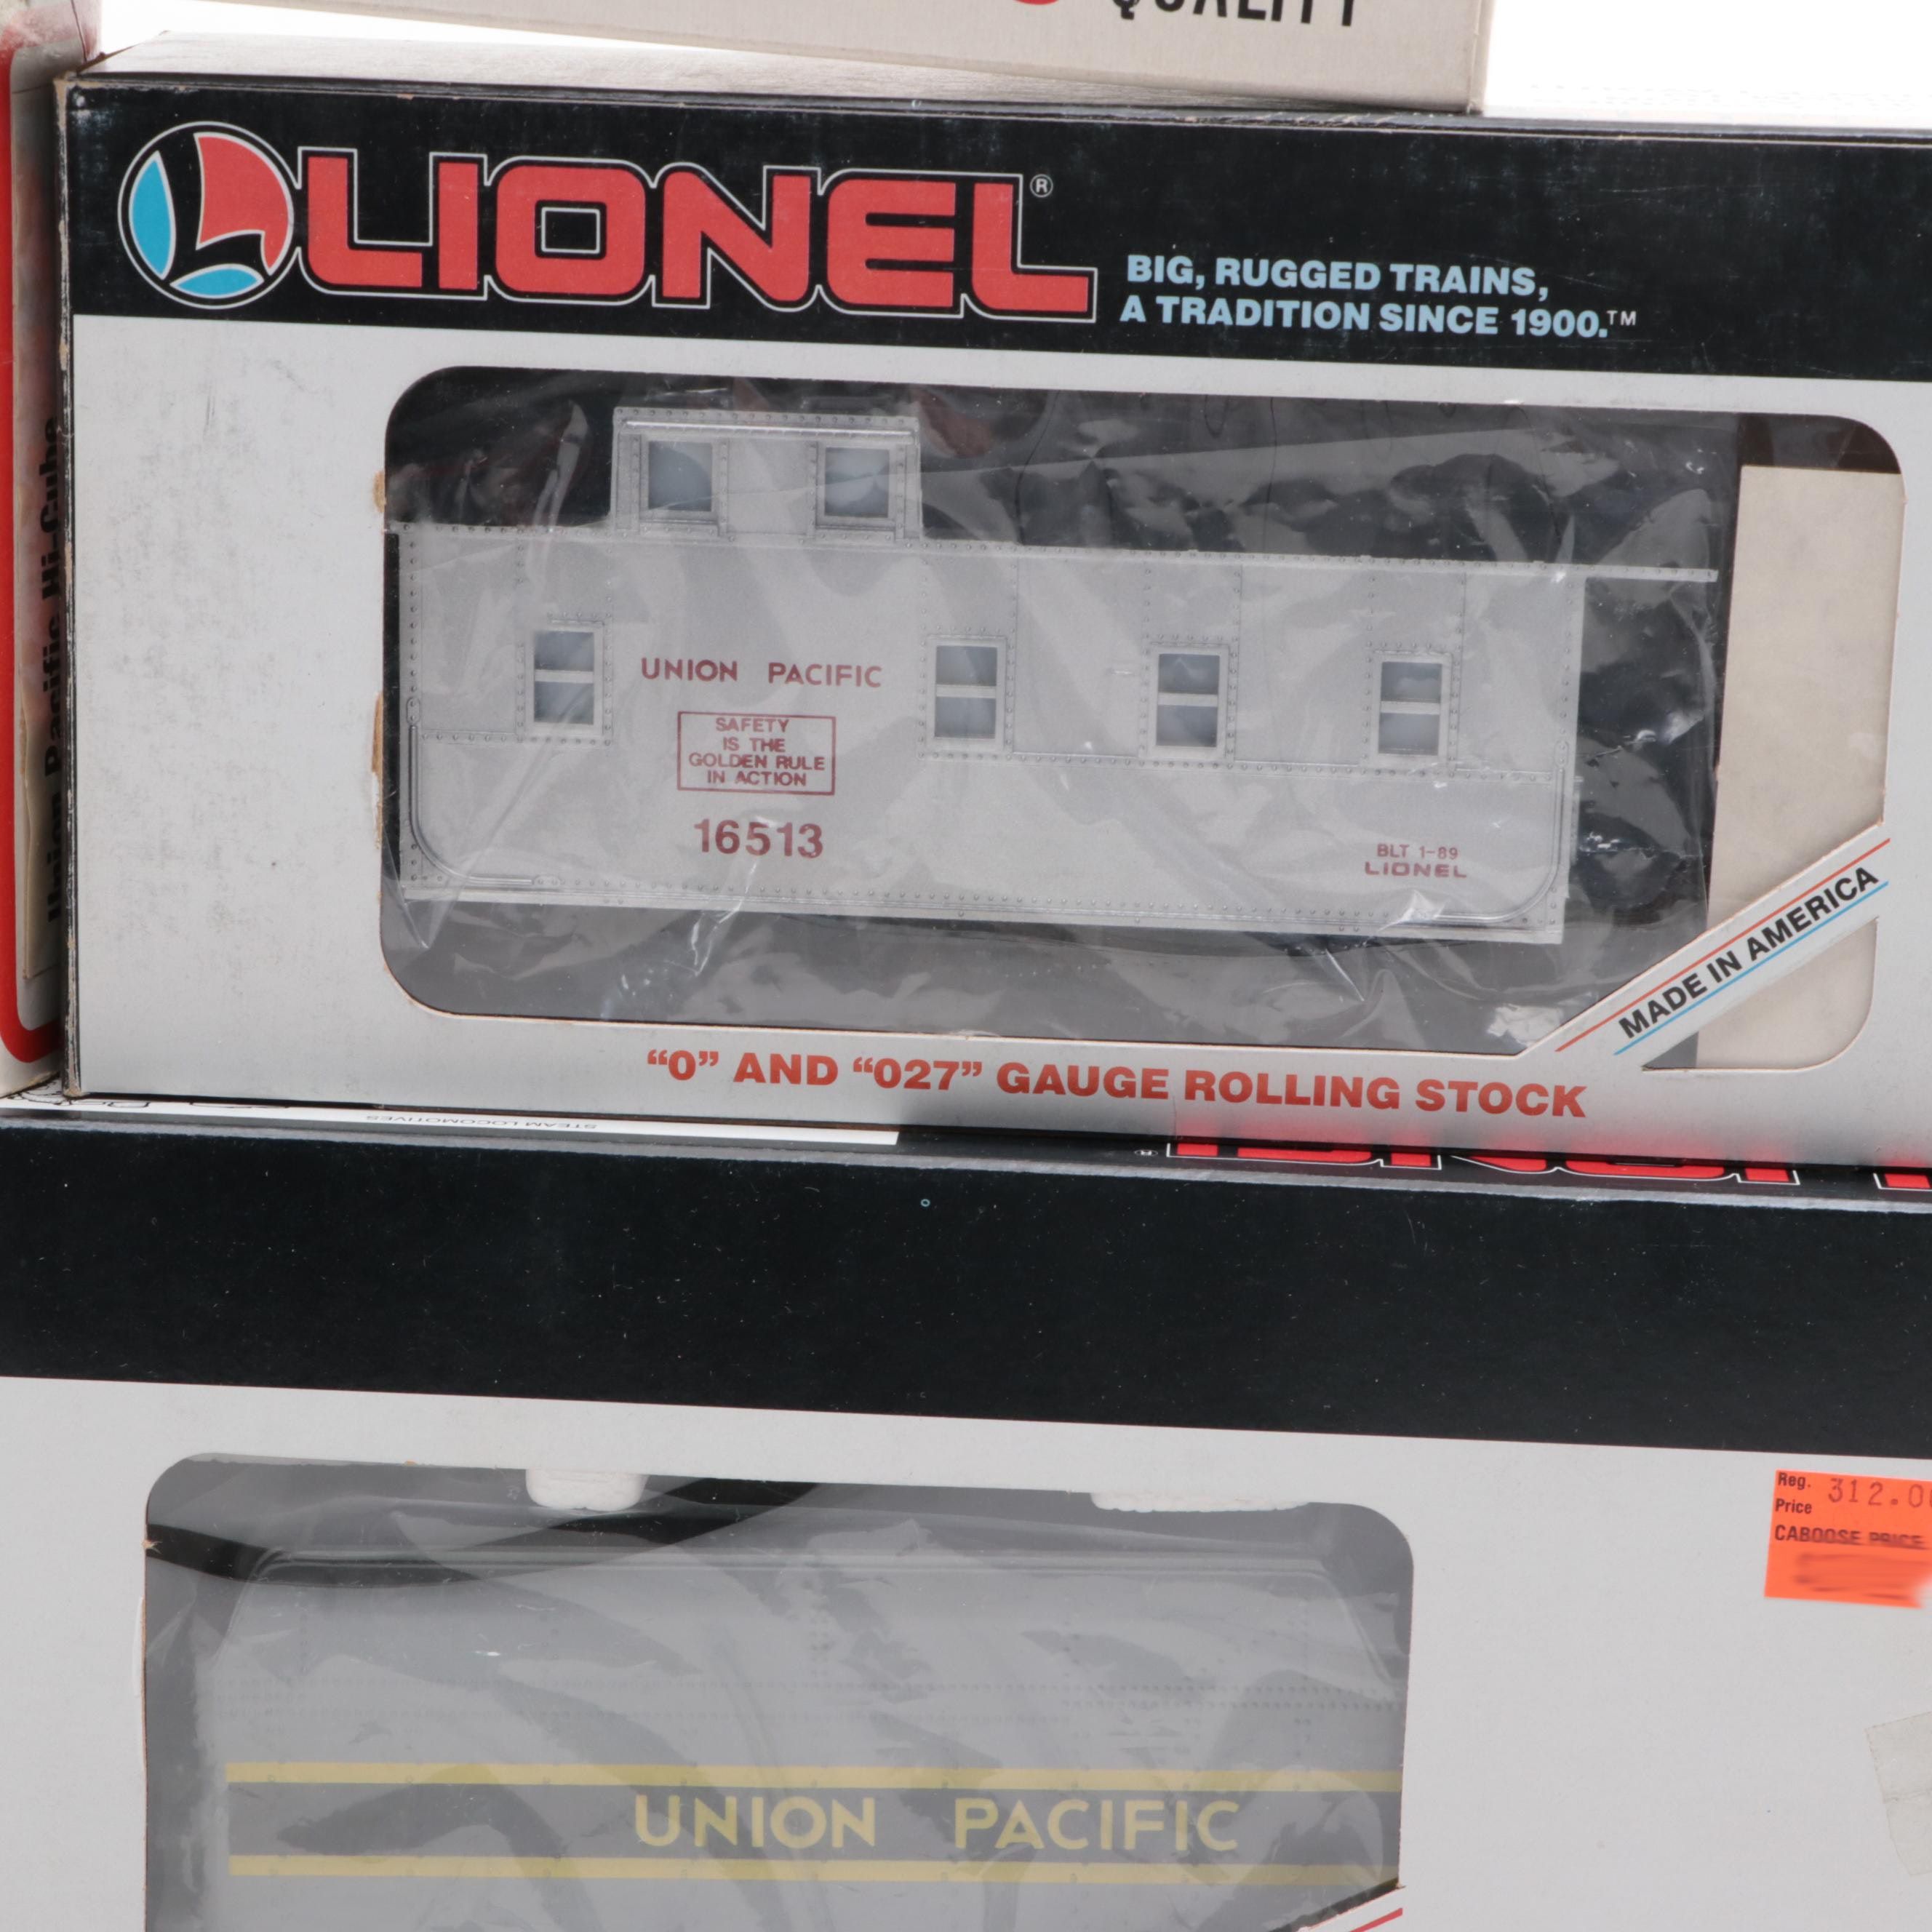 QUALITY
LIONEL®
BIG, RUGGED TRAINS,
A TRADITION SINCE 1900.™
Union Pacific Hi-Cube
UNION PACIFIC
SAFETY
IS THE
GOLDEN RULE
IN ACTION
16513
BLT 1-89
LIONEL
MADE IN AMERICA
“O” AND “027” GAUGE ROLLING STOCK
STEAM LOCOMOTIVES
®
Reg. 312.0
Price
CABOOSE PRICE
UNION PACIFIC